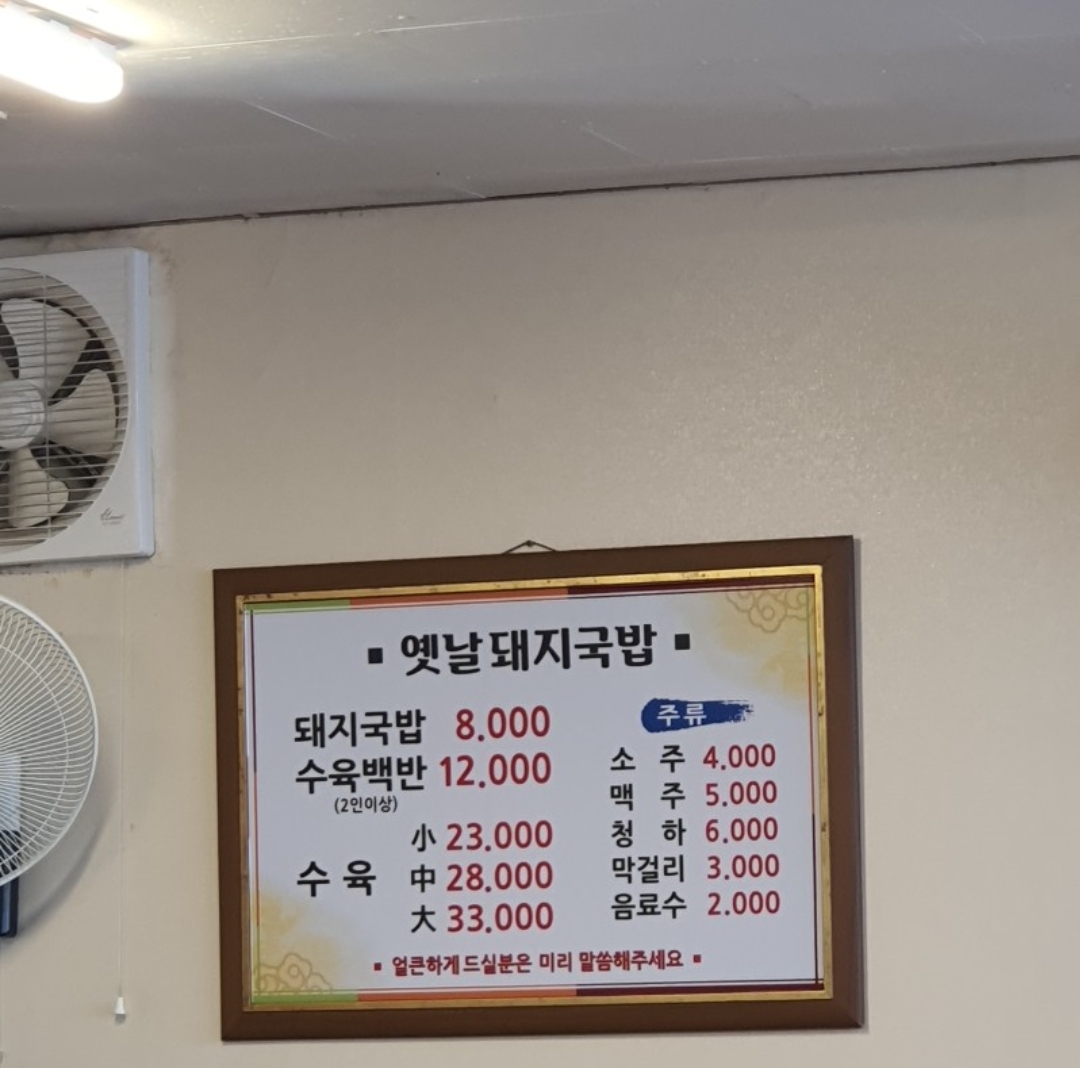 ▪ 옛날돼지국밥 ▪
돼지국밥 8.000
수육백반 12.000
(2인이상)
수 육
小 23.000
中 28.000
大 33.000
주류
소 주 4.000
맥 주 5.000
청 하 6.000
막걸리 3.000
음료수 2.000
▪ 얼큰하게드실분은 미리 말씀해주세요 ▪